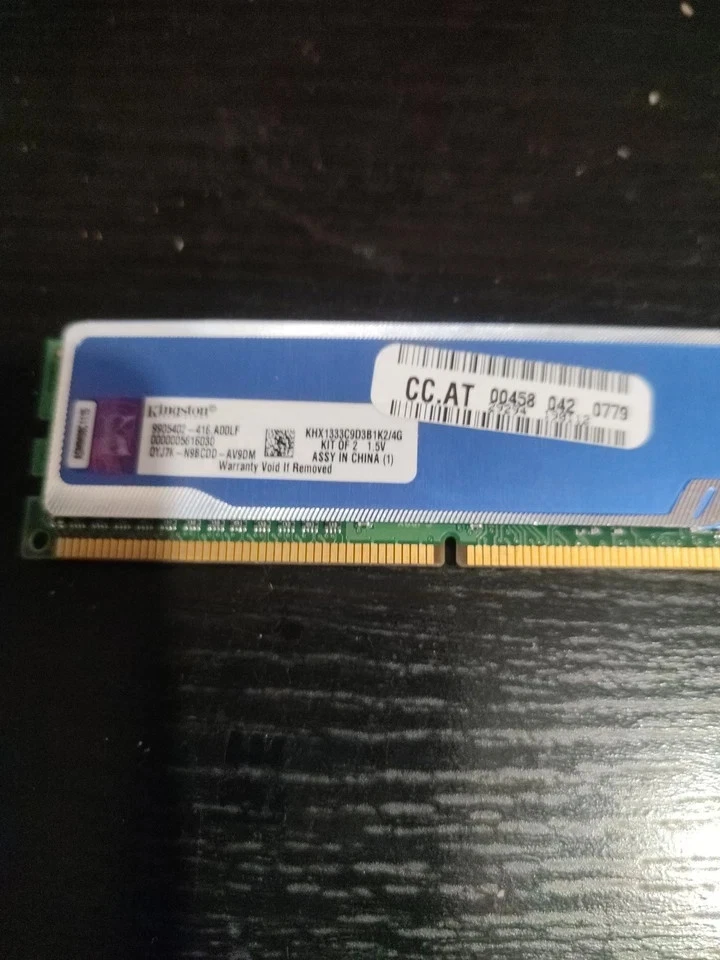 Kingston®
9905402-416.A00LF
0000005616030
QYJ7K-N9BCDD-AV9DM
Warranty Void If Removed
KHX1333C9D3B1K2/4G
KIT OF 2 1.5V
ASSY IN CHINA (1)
CC.AT 00458 042 0779